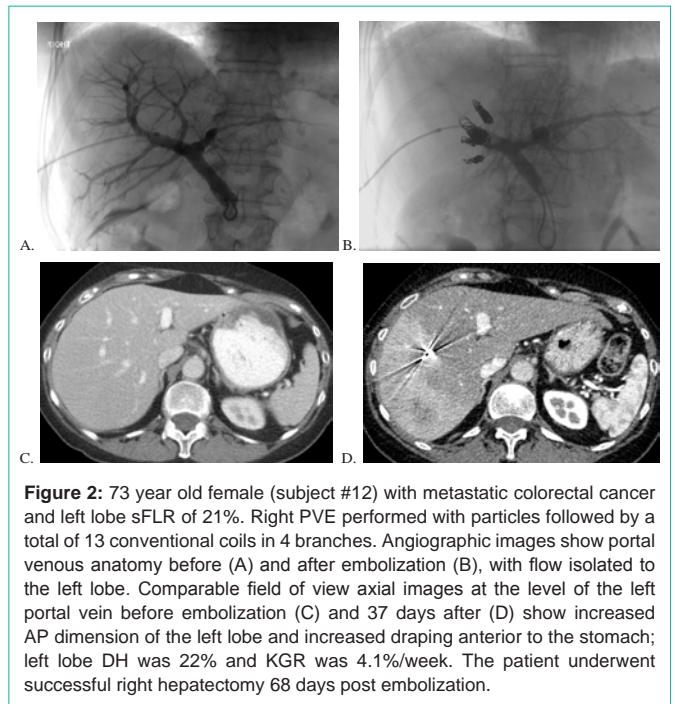 RIGHT
A.
B.
C.
D.
Figure 2: 73 year old female (subject #12) with metastatic colorectal cancer
and left lobe sFLR of 21%. Right PVE performed with particles followed by a
total of 13 conventional coils in 4 branches. Angiographic images show portal
venous anatomy before (A) and after embolization (B), with flow isolated to
the left lobe. Comparable field of view axial images at the level of the left
portal vein before embolization (C) and 37 days after (D) show increased
AP dimension of the left lobe and increased draping anterior to the stomach;
left lobe DH was 22% and KGR was 4.1%/week. The patient underwent
successful right hepatectomy 68 days post embolization.